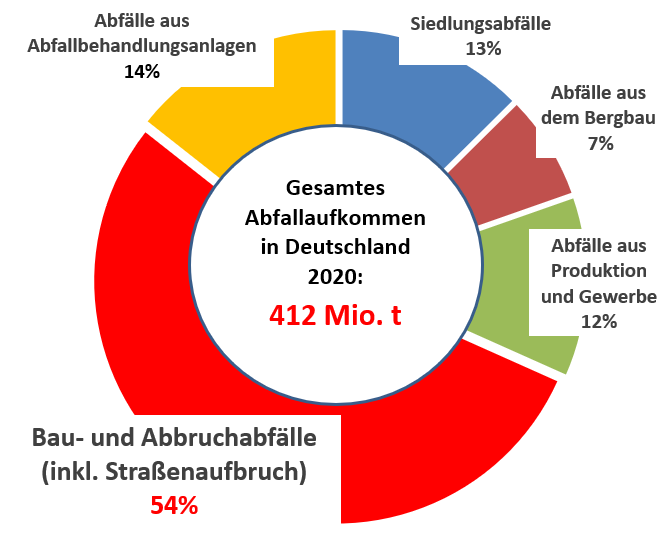 Abfälle aus
Abfallbehandlungsanlagen
14%
Siedlungsabfälle
13%
Abfälle aus
dem Bergbau
7%
Gesamtes
Abfallaufkommen
in Deutschland
2020:
412 Mio. t
Abfälle aus
Produktion
und Gewerbe
12%
Bau- und Abbruchabfälle
(inkl. Straßenaufbruch)
54%